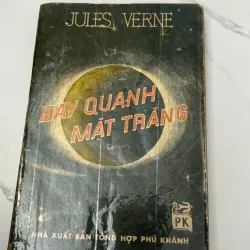 JULES VERNE
BAY QUANH
MẶT TRĂNG
PK
NHÀ XUẤT BẢN TỔNG HỢP PHÚ KHÁNH